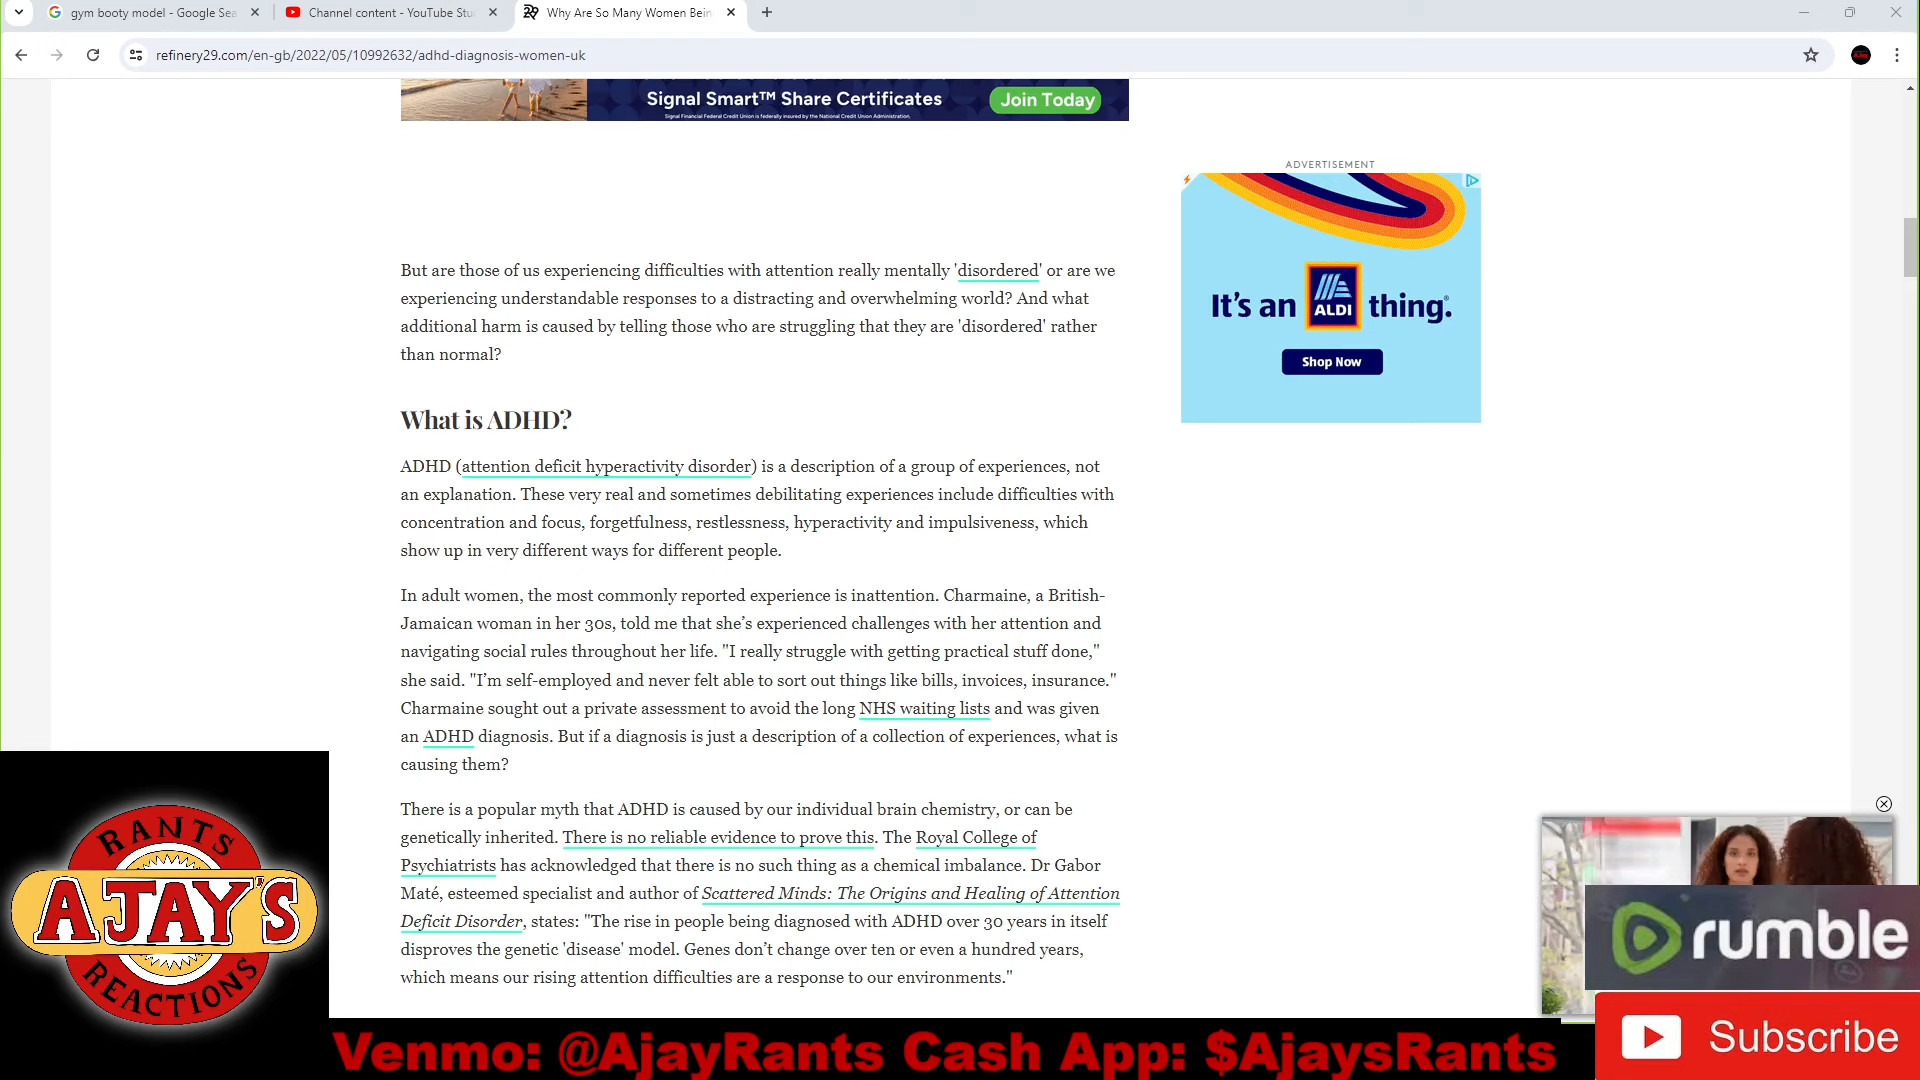 gym booty model - Google Sea
Channel content - YouTube Stu
Why Are So Many Women Bein
refinery29.com/en-gb/2022/05/10992632/adhd-diagnosis-women-uk
Signal Smart™ Share Certificates
Join Today
Signal Financial Federal Credit Union is federally insured by the National Credit Union Administration.
ADVERTISEMENT
It's an ALDI thing.®
Shop Now
But are those of us experiencing difficulties with attention really mentally 'disordered' or are we
experiencing understandable responses to a distracting and overwhelming world? And what
additional harm is caused by telling those who are struggling that they are 'disordered' rather
than normal?
What is ADHD?
ADHD (attention deficit hyperactivity disorder) is a description of a group of experiences, not
an explanation. These very real and sometimes debilitating experiences include difficulties with
concentration and focus, forgetfulness, restlessness, hyperactivity and impulsiveness, which
show up in very different ways for different people.
In adult women, the most commonly reported experience is inattention. Charmaine, a British-
Jamaican woman in her 30s, told me that she’s experienced challenges with her attention and
navigating social rules throughout her life. "I really struggle with getting practical stuff done,"
she said. "I’m self-employed and never felt able to sort out things like bills, invoices, insurance."
Charmaine sought out a private assessment to avoid the long NHS waiting lists and was given
an ADHD diagnosis. But if a diagnosis is just a description of a collection of experiences, what is
causing them?
There is a popular myth that ADHD is caused by our individual brain chemistry, or can be
genetically inherited. There is no reliable evidence to prove this. The Royal College of
Psychiatrists has acknowledged that there is no such thing as a chemical imbalance. Dr Gabor
Maté, esteemed specialist and author of Scattered Minds: The Origins and Healing of Attention
Deficit Disorder, states: "The rise in people being diagnosed with ADHD over 30 years in itself
disproves the genetic 'disease' model. Genes don’t change over ten or even a hundred years,
which means our rising attention difficulties are a response to our environments."
RANTS
AJAY'S
REACTIONS
rumble
Subscribe
Venmo: @AjayRants Cash App: $AjaysRants